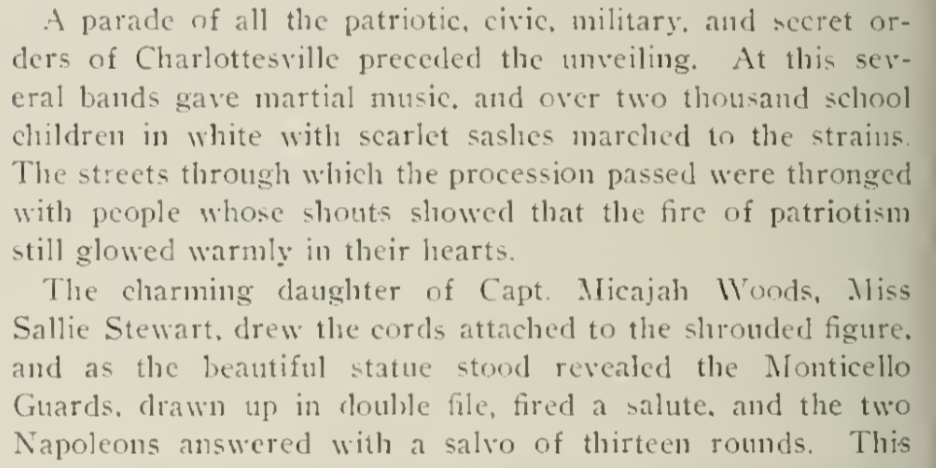 A parade of all the patriotic, civic, military, and secret or-
ders of Charlottesville preceded the unveiling. At this sev-
eral bands gave martial music, and over two thousand school
children in white with scarlet sashes marched to the strains.
The streets through which the procession passed were thronged
with people whose shouts showed that the fire of patriotism
still glowed warmly in their hearts.
The charming daughter of Capt. Micajah Woods, Miss
Sallie Stewart, drew the cords attached to the shrouded figure,
and as the beautiful statue stood revealed the Monticello
Guards, drawn up in double file, fired a salute, and the two
Napoleons answered with a salvo of thirteen rounds. This